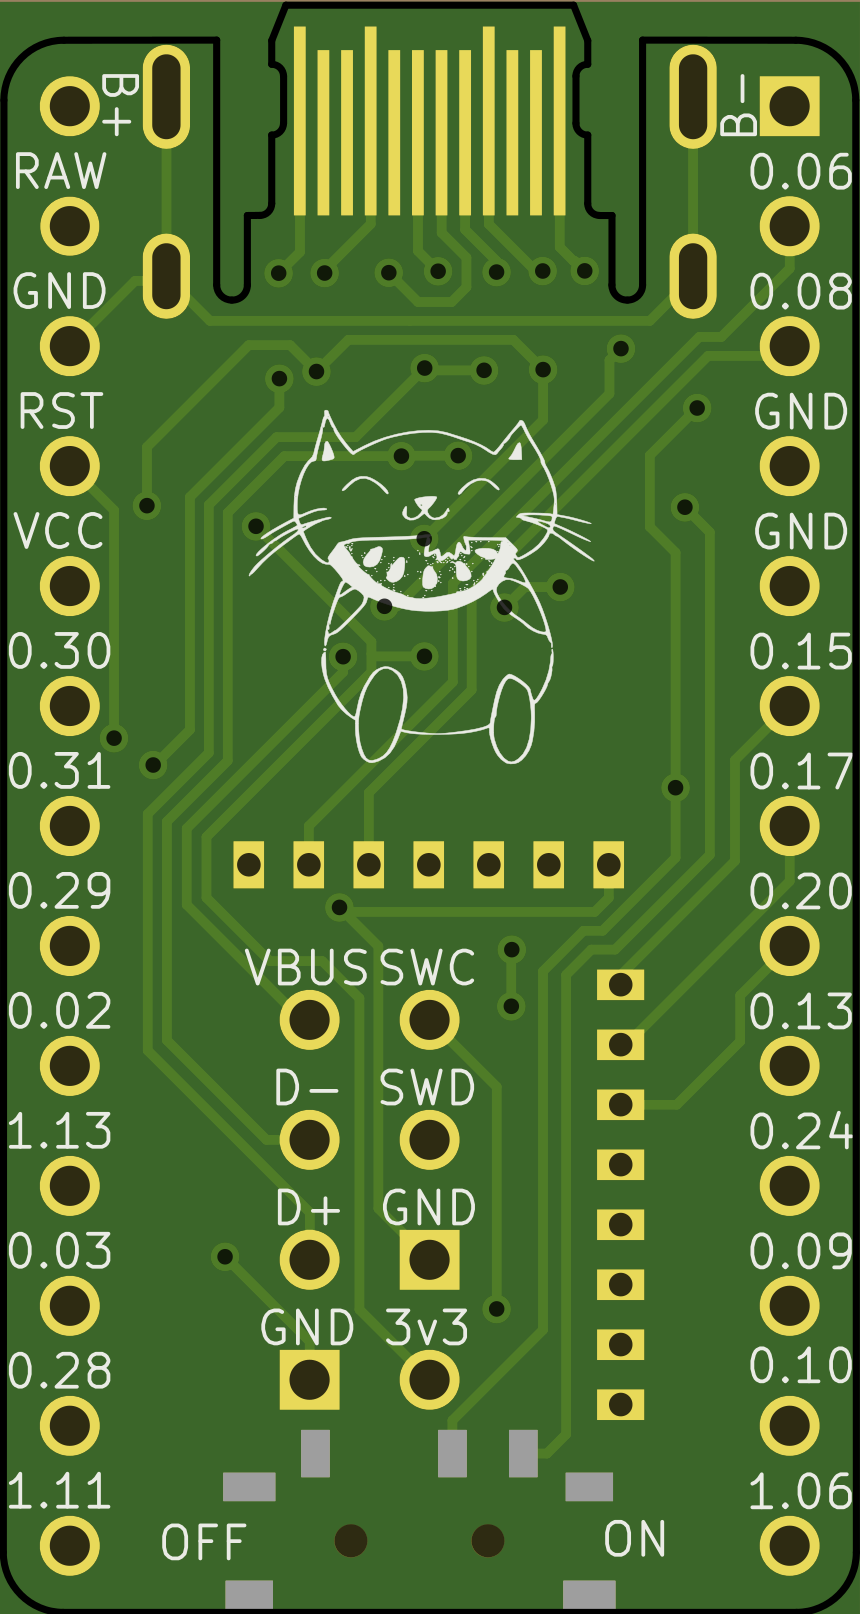 B+
B-
RAW
0.06
GND
0.08
RST
GND
VCC
GND
0.30
0.15
0.31
0.17
0.29
0.20
VBUS SWC
0.02
0.13
D- SWD
1.13
0.24
D+ GND
0.03
0.09
GND 3v3
0.28
0.10
1.11
1.06
OFF
ON